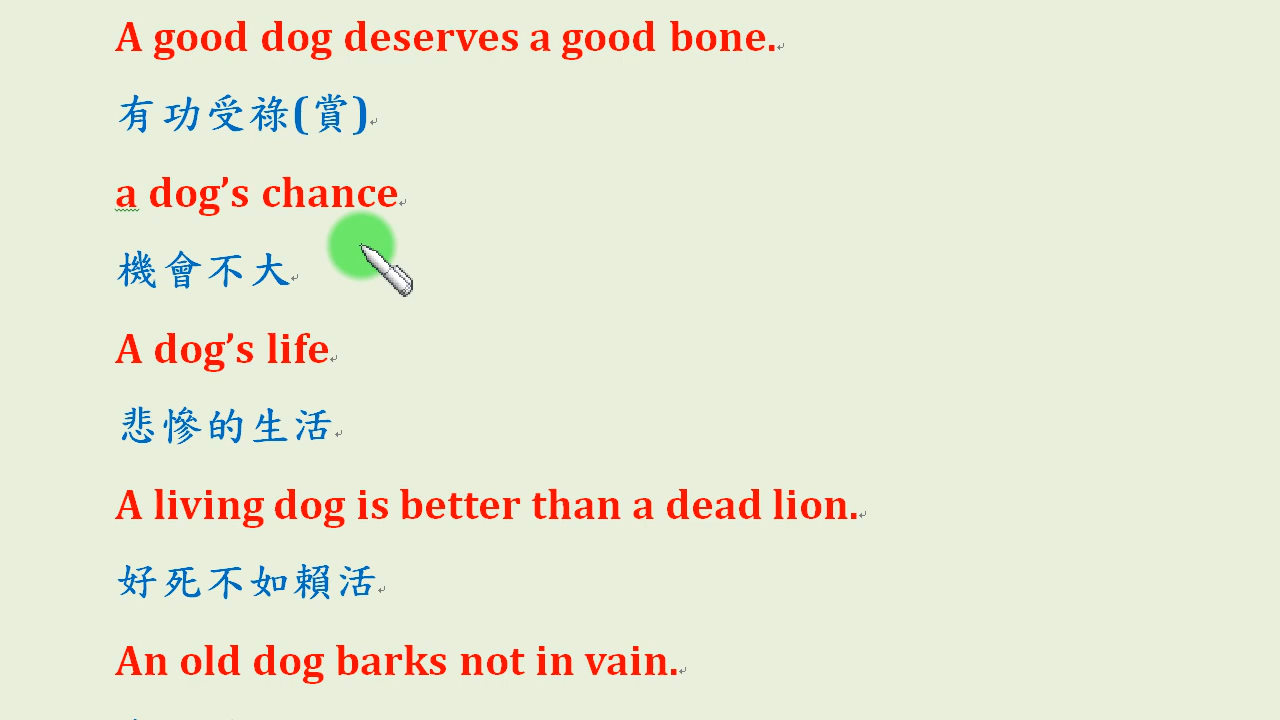 A good dog deserves a good bone.
有功受祿(賞)
a dog's chance
機會不大
A dog's life
悲慘的生活
A living dog is better than a dead lion.
好死不如賴活
An old dog barks not in vain.